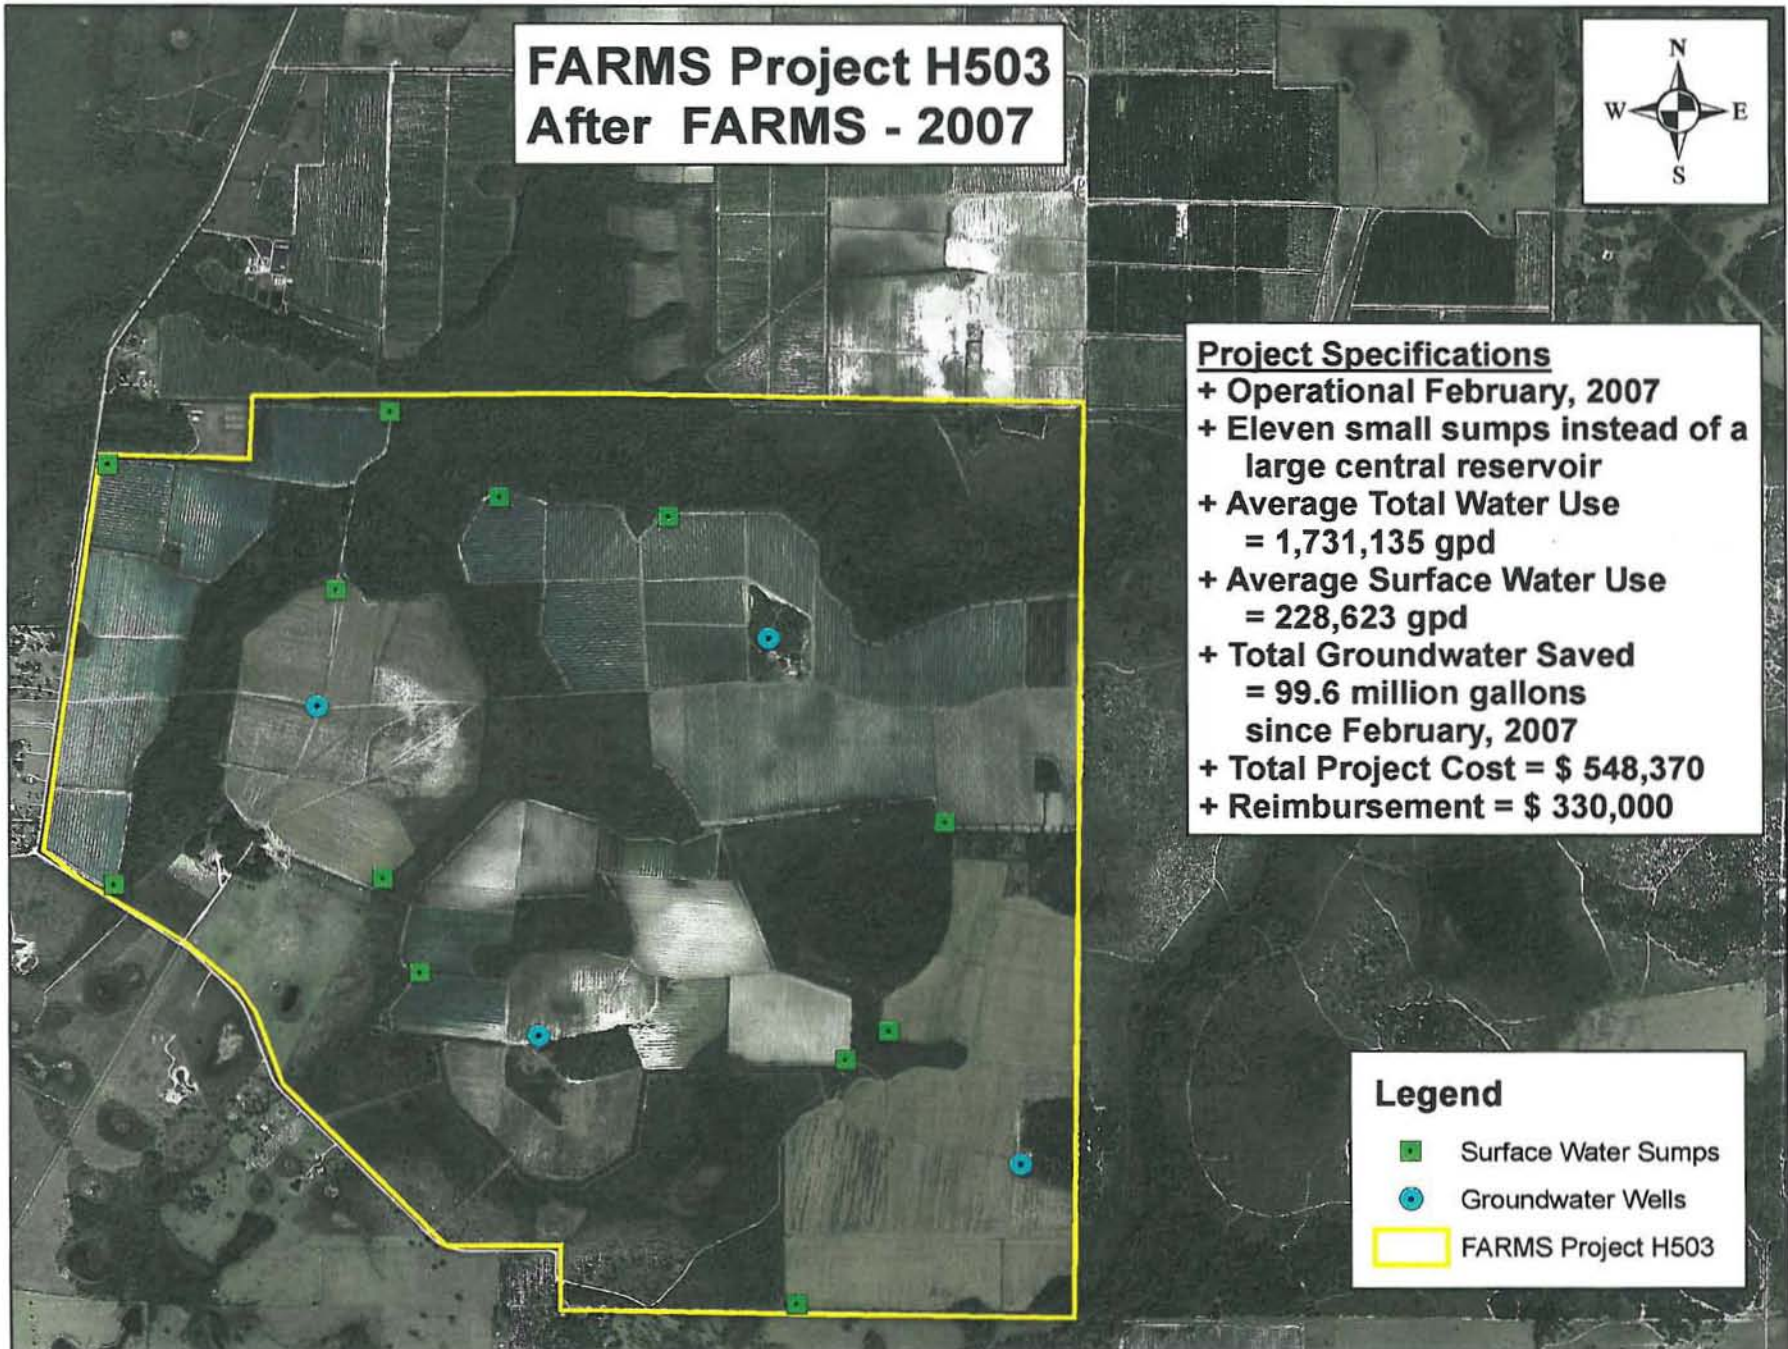 FARMS Project H503
After FARMS - 2007
N
W E
S
Project Specifications
+ Operational February, 2007
+ Eleven small sumps instead of a
large central reservoir
+ Average Total Water Use
= 1,731,135 gpd
+ Average Surface Water Use
= 228,623 gpd
+ Total Groundwater Saved
= 99.6 million gallons
since February, 2007
+ Total Project Cost = $ 548,370
+ Reimbursement = $ 330,000
Legend
Surface Water Sumps
Groundwater Wells
FARMS Project H503